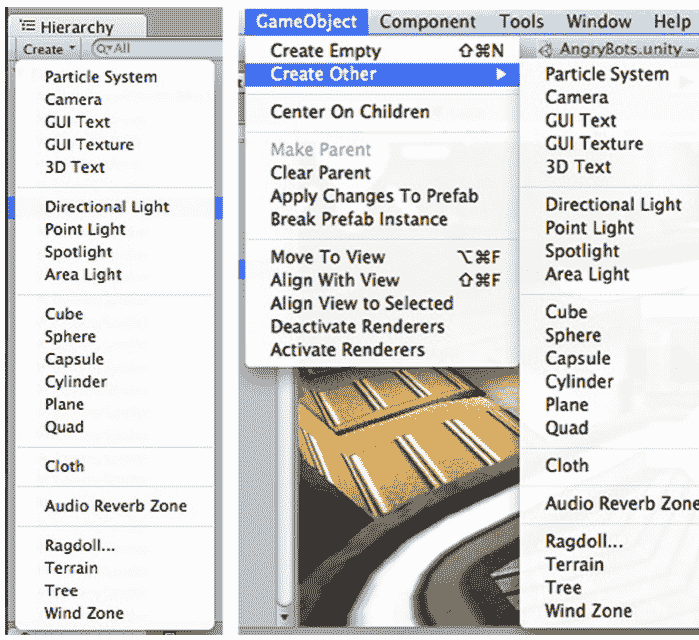 Hierarchy
Create
All
Particle System
Camera
GUI Text
GUI Texture
3D Text
Directional Light
Point Light
Spotlight
Area Light
Cube
Sphere
Capsule
Cylinder
Plane
Quad
Cloth
Audio Reverb Zone
Ragdoll...
Terrain
Tree
Wind Zone
GameObject Component Tools Window Help
AngryBots.unity –
Create Empty ⇧⌘N
Create Other
Center On Children
Make Parent
Clear Parent
Apply Changes To Prefab
Break Prefab Instance
Move To View ⌥⌘F
Align With View ⇧⌘F
Align View to Selected
Deactivate Renderers
Activate Renderers
Particle System
Camera
GUI Text
GUI Texture
3D Text
Directional Light
Point Light
Spotlight
Area Light
Cube
Sphere
Capsule
Cylinder
Plane
Quad
Cloth
Audio Reverb Zone
Ragdoll...
Terrain
Tree
Wind Zone